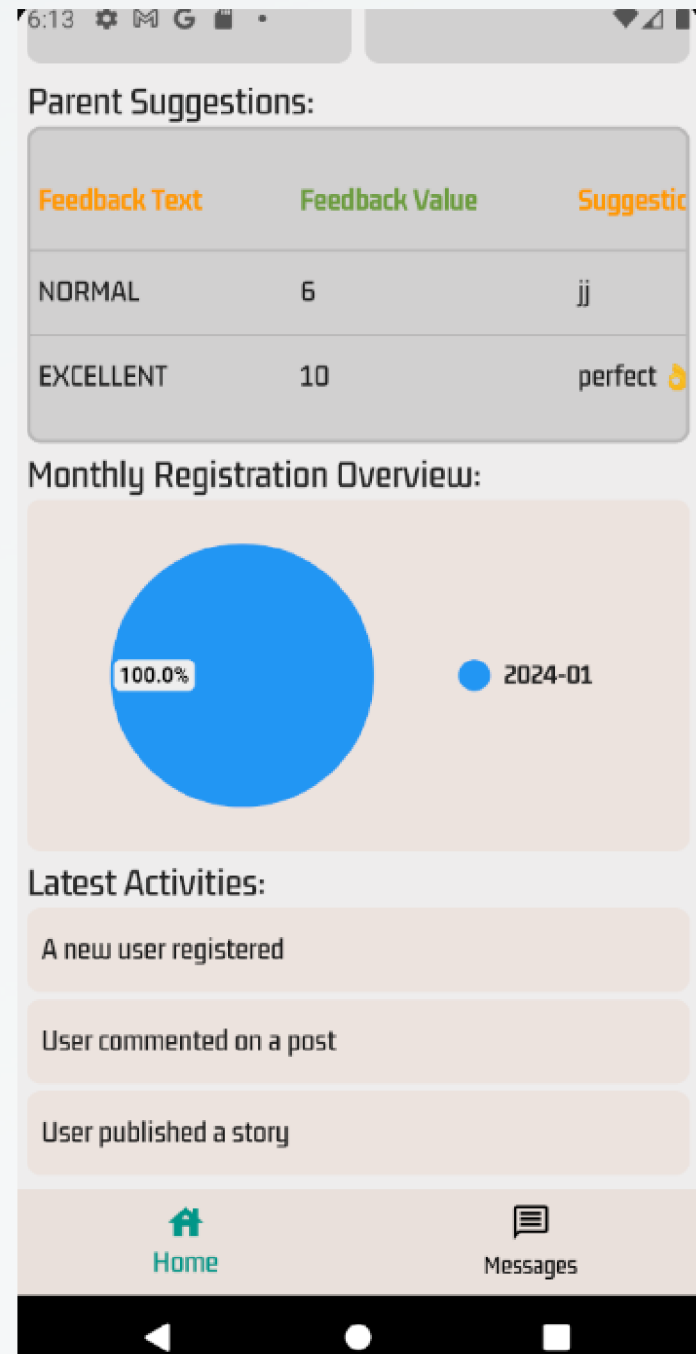 6:13
Parent Suggestions:
Feedback Text Feedback Value Suggestic
NORMAL 6 jj
EXCELLENT 10 perfect 👌
Monthly Registration Overview:
100.0% 2024-01
Latest Activities:
A new user registered
User commented on a post
User published a story
Home Messages